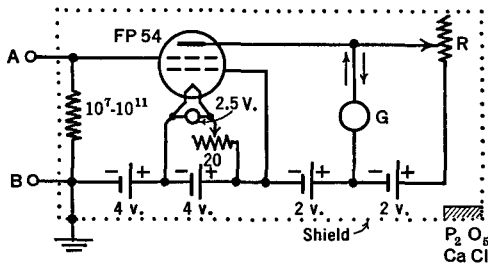 FP 54
A
R
10⁷-10¹¹
2.5 V.
G
20
B
- + - + - + - +
4 v. 4 v. 2 v. 2 v.
Shield
P₂ O₅
Ca Cl